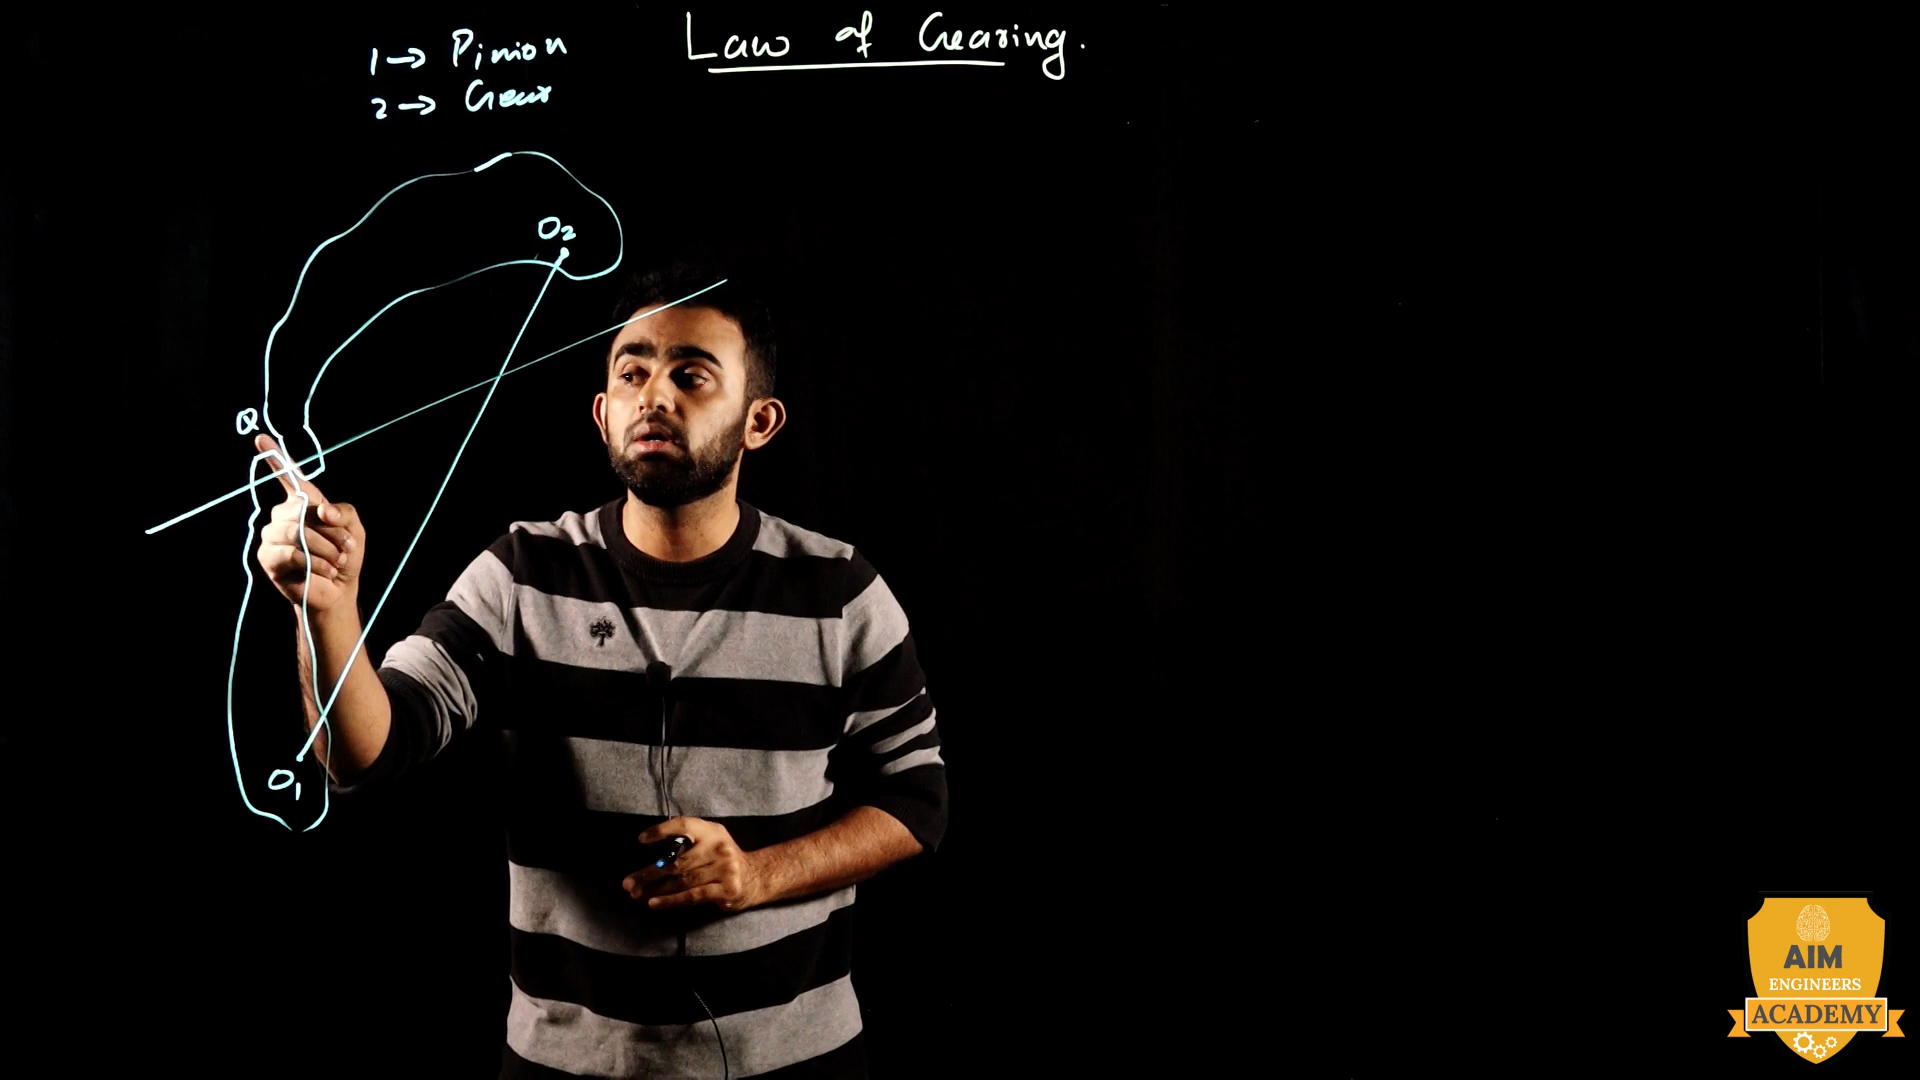 Law of Gearing.
1 → Pinion
2 → Gear
O2
Q
O1
AIM
ENGINEERS
ACADEMY